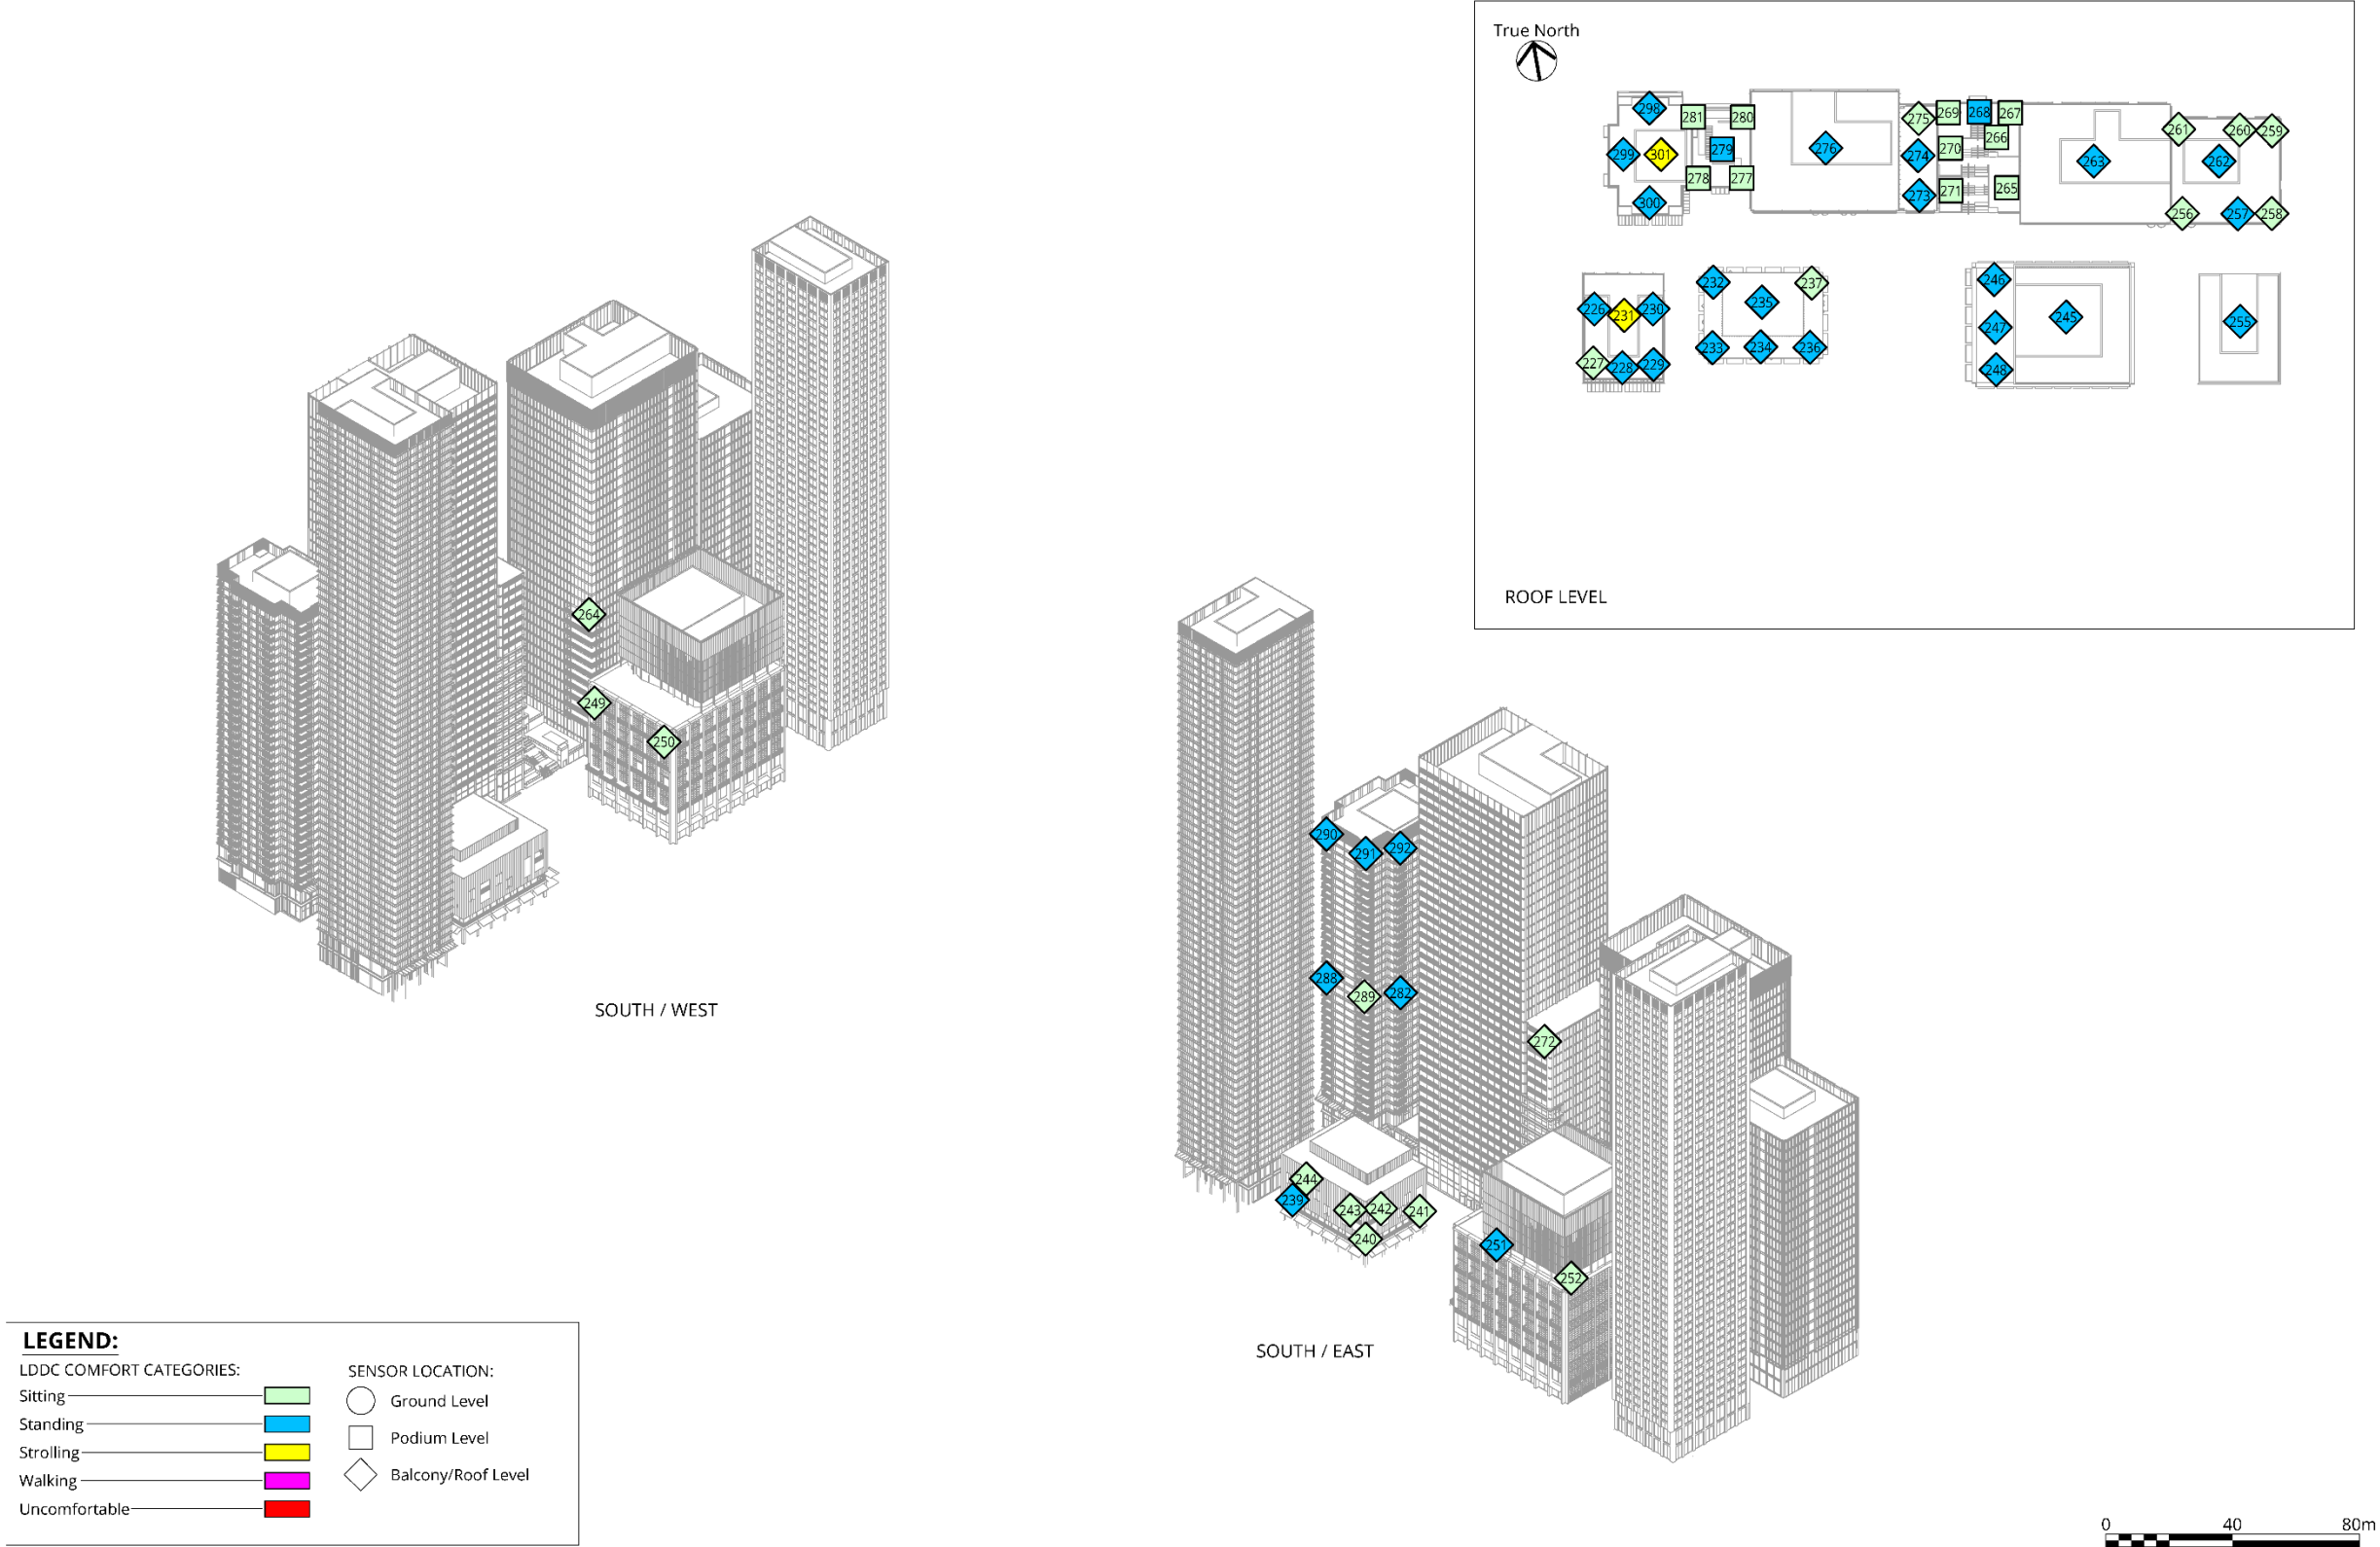 True North
298 281 280 275 269 268 267
299 301 279 276 274 270 266 263 261 260 259
262
278 277 273 271 265
300 256 257 258
232 237 246
226 231 230 235 245 255
247
233 234 236
227 228 229 248
ROOF LEVEL
264
249
250
SOUTH / WEST
290 291 292
288 289 282
272
244
239 243 242 241
240
251
252
SOUTH / EAST
LEGEND:
LDDC COMFORT CATEGORIES:
Sitting
Standing
Strolling
Walking
Uncomfortable
SENSOR LOCATION:
Ground Level
Podium Level
Balcony/Roof Level
0 40 80m